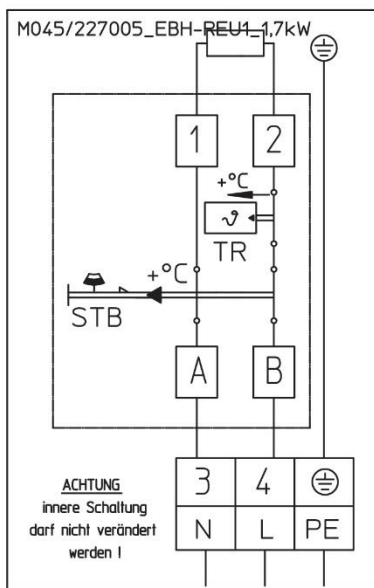 M045/227005_EBH-REU1_1,7kW
1 2
+°C
ϑ
TR
+°C
STB
A B
3 4
N L PE
ACHTUNG
innere Schaltung
darf nicht verändert
werden !